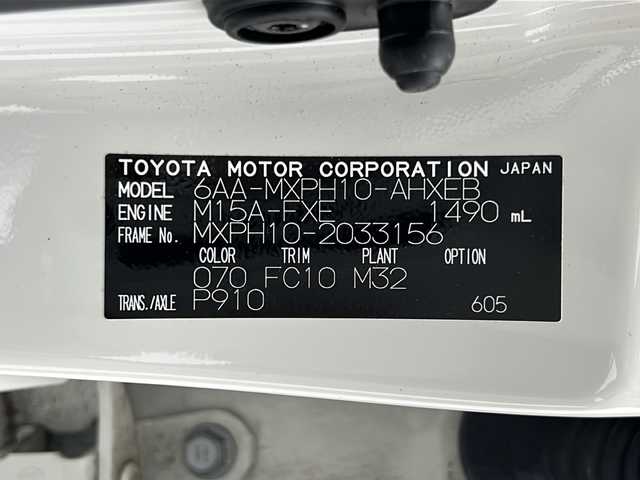 TOYOTA MOTOR CORPORATION JAPAN
MODEL 6AA-MXPH10-AHXEB
ENGINE M15A-FXE 1490 mL
FRAME No. MXPH10-2033156
COLOR TRIM PLANT OPTION
070 FC10 M32
TRANS./AXLE P910 605